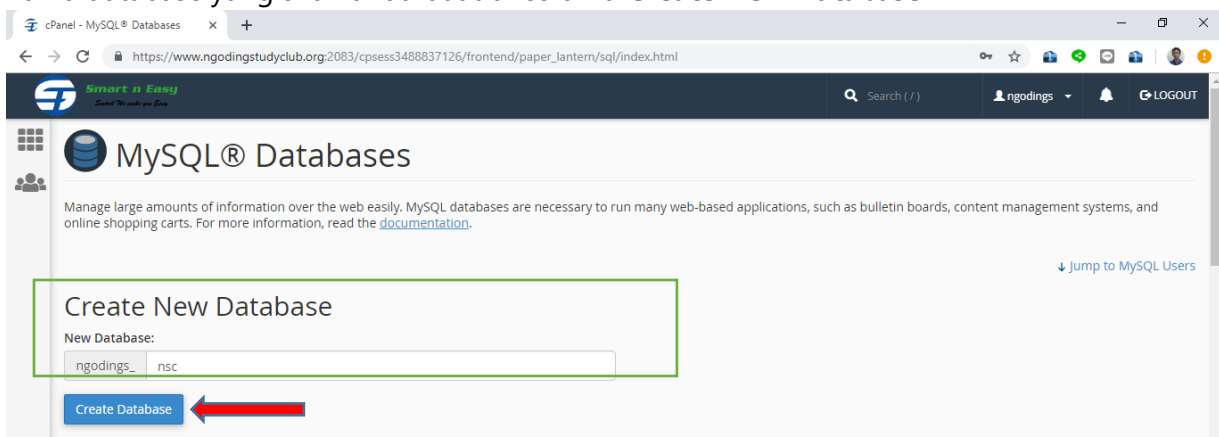 cPanel - MySQL® Databases
https://www.ngodingstudyclub.org:2083/cpsess3488837126/frontend/paper_lantern/sql/index.html
Smart n Easy
Search ( / )
ngodings
LOGOUT
MySQL® Databases
Manage large amounts of information over the web easily. MySQL databases are necessary to run many web-based applications, such as bulletin boards, content management systems, and
online shopping carts. For more information, read the documentation.
Jump to MySQL Users
Create New Database
New Database:
ngodings_ nsc
Create Database